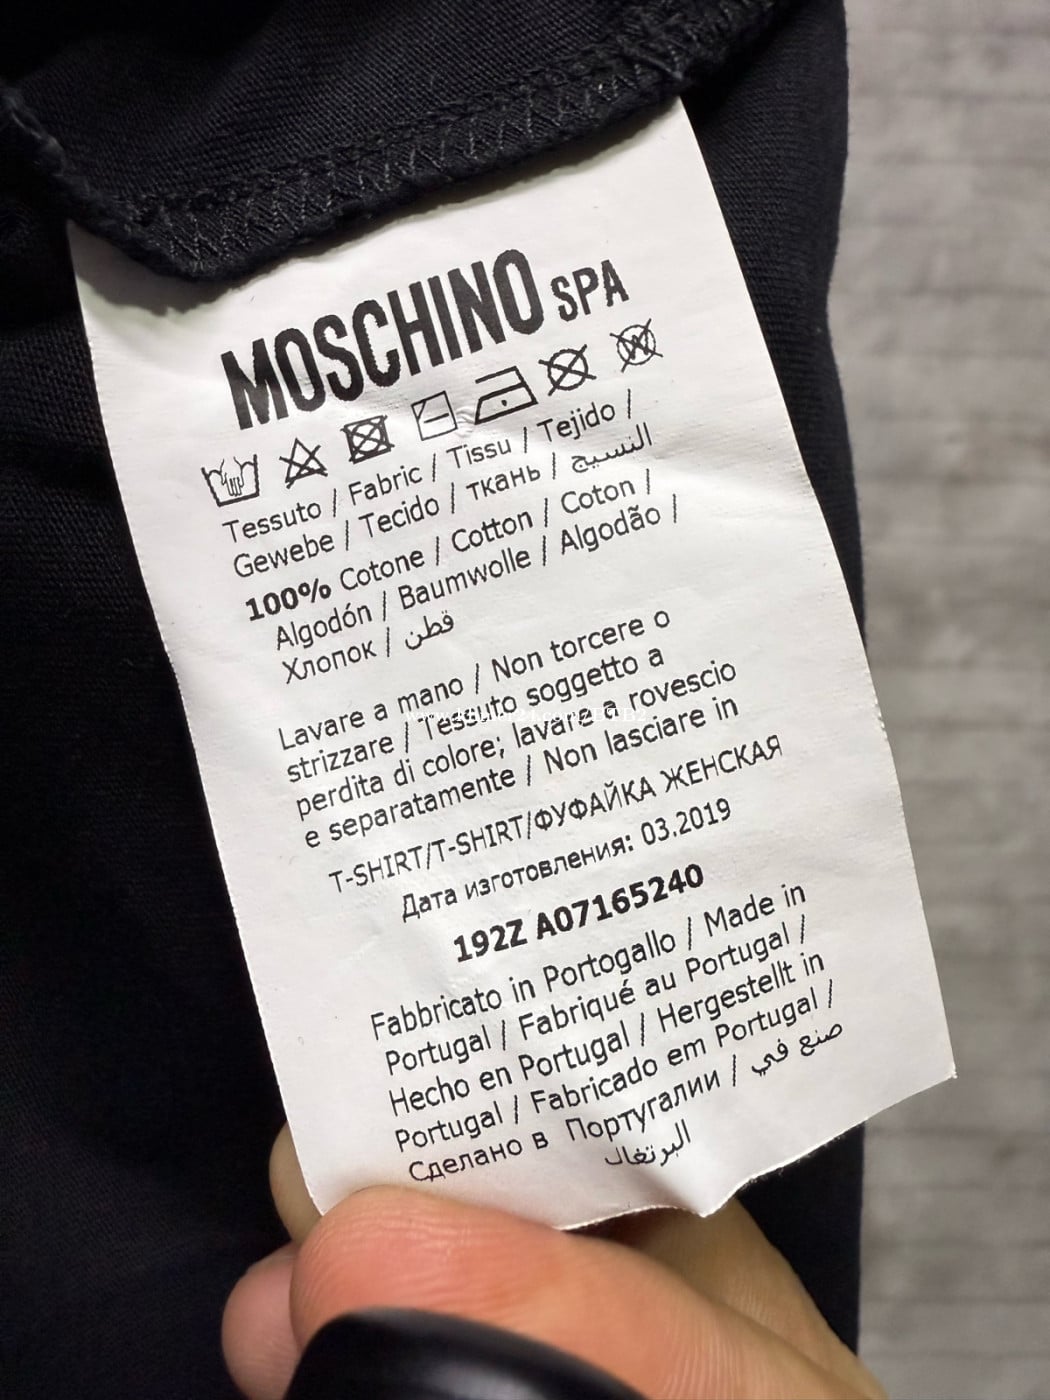 MOSCHINO SPA
Tessuto / Fabric / Tissu / Tejido /
Gewebe / Tecido / ткань / النسيج
100% Cotone / Cotton / Coton /
Algodón / Baumwolle / Algodão /
Хлопок / قطن
Lavare a mano / Non torcere o
strizzare / Tessuto soggetto a
perdita di colore; lavare a rovescio
e separatamente / Non lasciare in
T-SHIRT/T-SHIRT/ФУФАЙКА ЖЕНСКАЯ
Дата изготовления: 03.2019
192Z A07165240
Fabbricato in Portogallo / Made in
Portugal / Fabriqué au Portugal /
Hecho en Portugal / Hergestellt in
Portugal / Fabricado em Portugal /
Сделано в Португалии / صنع في
البرتغال